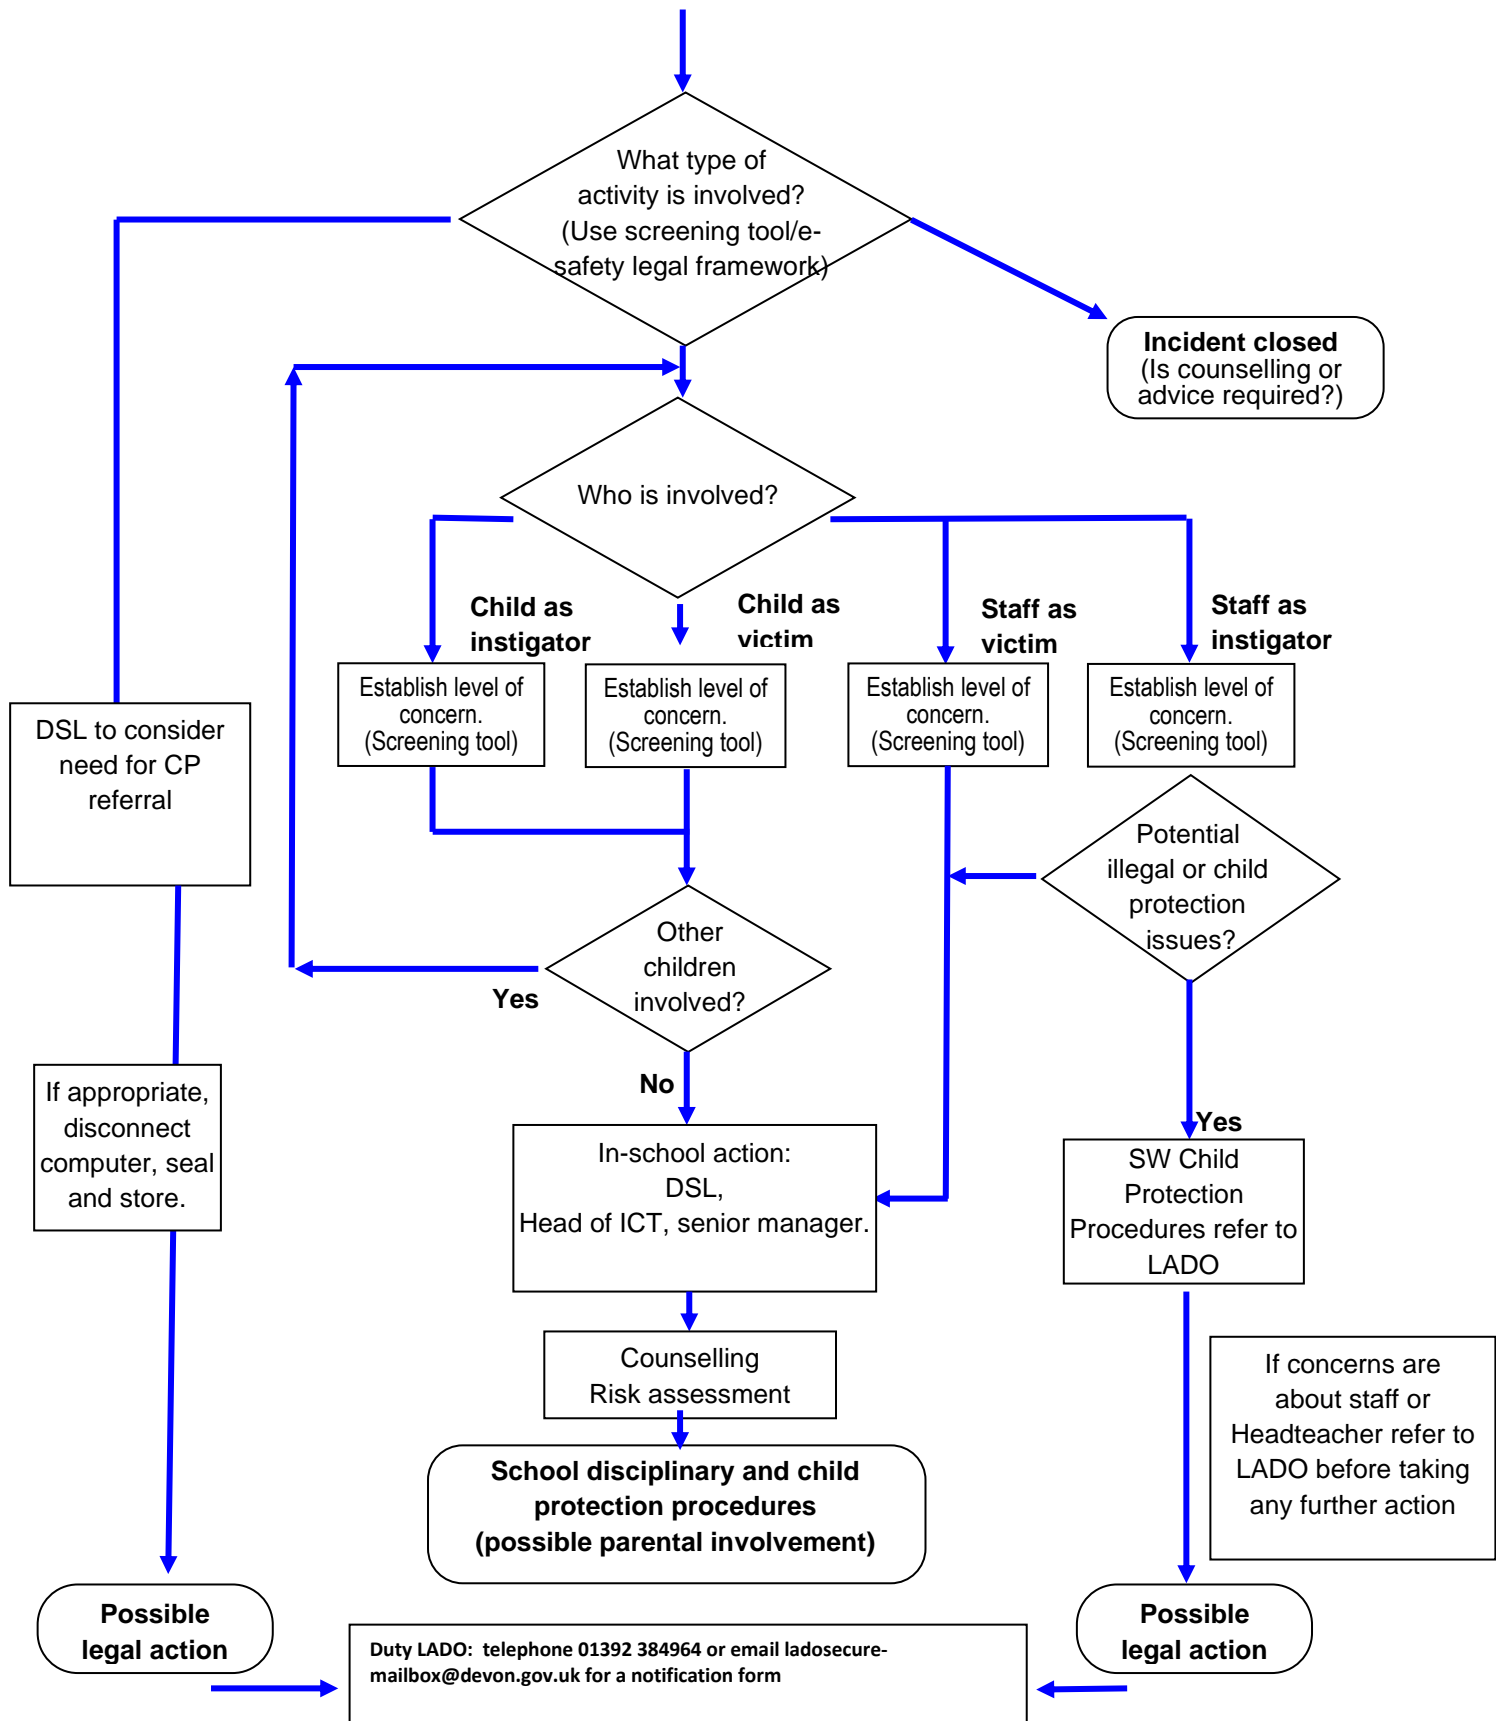 What type of
activity is involved?
(Use screening tool/e-
safety legal framework)
Incident closed
(Is counselling or
advice required?)
Who is involved?
Child as
instigator
Child as
victim
Staff as
victim
Staff as
instigator
Establish level of
concern.
(Screening tool)
Establish level of
concern.
(Screening tool)
Establish level of
concern.
(Screening tool)
Establish level of
concern.
(Screening tool)
DSL to consider
need for CP
referral
Potential
illegal or child
protection
issues?
Other
children
involved?
Yes
No
If appropriate,
disconnect
computer, seal
and store.
In-school action:
DSL,
Head of ICT, senior manager.
Yes
SW Child
Protection
Procedures refer to
LADO
Counselling
Risk assessment
If concerns are
about staff or
Headteacher refer to
LADO before taking
any further action
School disciplinary and child
protection procedures
(possible parental involvement)
Possible
legal action
Possible
legal action
Duty LADO: telephone 01392 384964 or email ladosecure-
mailbox@devon.gov.uk for a notification form